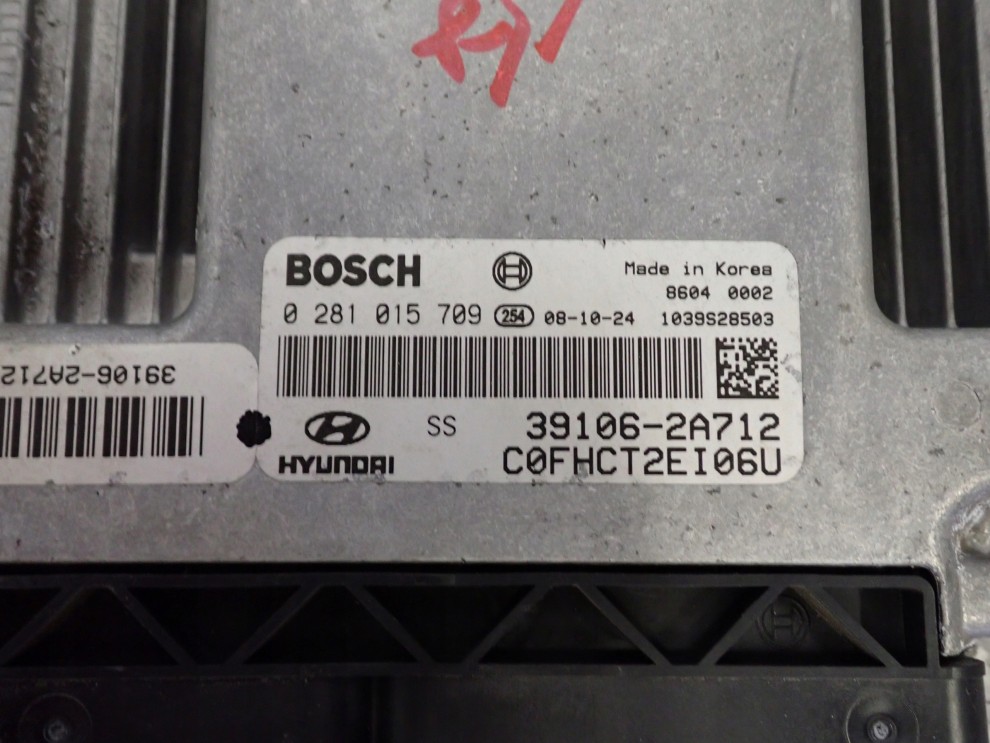 BOSCH
Made in Korea
8604 0002
0 281 015 709 254 08-10-24 1039S28503
39106-2A712
SS 39106-2A712
HYUNDAI C0FHCT2EI06U